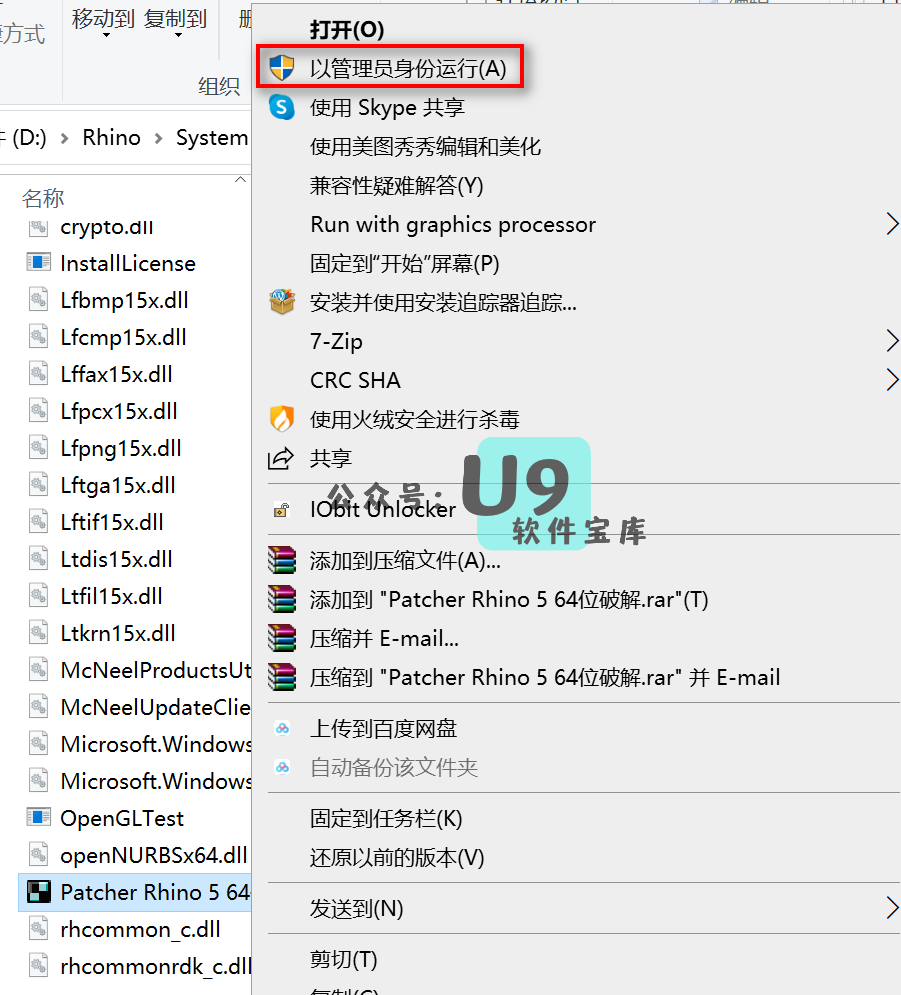 移动到 复制到
捷方式
组织
(D:) > Rhino > System
名称
crypto.dll
InstallLicense
Lfbmp15x.dll
Lfcmp15x.dll
Lffax15x.dll
Lfpcx15x.dll
Lfpng15x.dll
Lftga15x.dll
Lftif15x.dll
Ltdis15x.dll
Ltfil15x.dll
Ltkrn15x.dll
McNeelProductsUt
McNeelUpdateClie
Microsoft.Windows
Microsoft.Windows
OpenGLTest
openNURBSx64.dll
Patcher Rhino 5 64
rhcommon_c.dll
rhcommonrdk_c.dll
打开(O)
以管理员身份运行(A)
使用 Skype 共享
使用美图秀秀编辑和美化
兼容性疑难解答(Y)
Run with graphics processor
固定到“开始”屏幕(P)
安装并使用安装追踪器追踪...
7-Zip
CRC SHA
使用火绒安全进行杀毒
共享
IObit Unlocker
公众号：U9
软件宝库
添加到压缩文件(A)...
添加到 "Patcher Rhino 5 64位破解.rar"(T)
压缩并 E-mail...
压缩到 "Patcher Rhino 5 64位破解.rar" 并 E-mail
上传到百度网盘
自动备份该文件夹
固定到任务栏(K)
还原以前的版本(V)
发送到(N)
剪切(T)
复制(C)